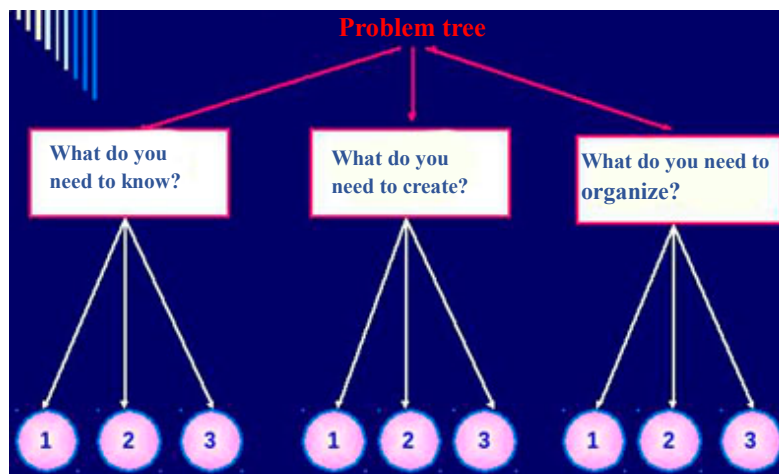 Problem tree
What do you
need to know?
What do you
need to create?
What do you need to
organize?
1 2 3 1 2 3 1 2 3